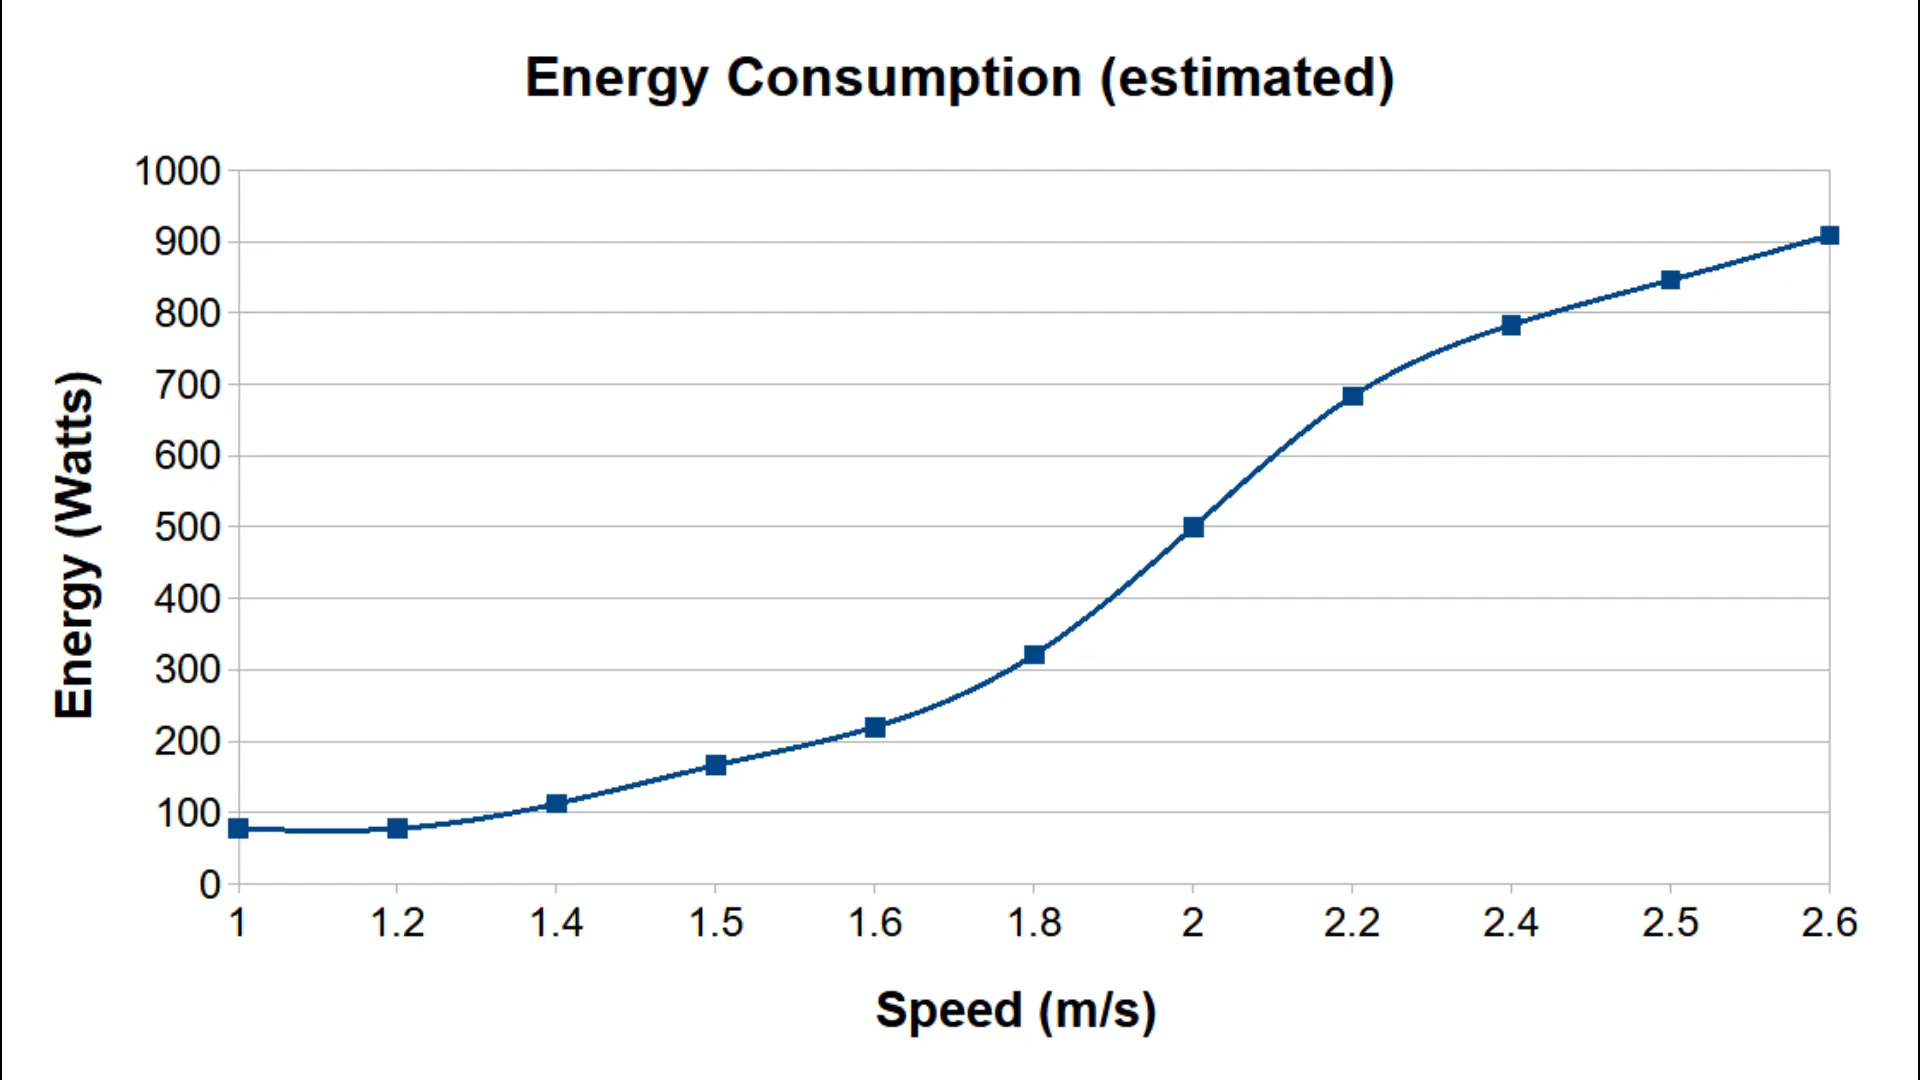 Energy Consumption (estimated)
1000
900
800
700
600
500
400
300
200
100
0
Energy (Watts)
1 1.2 1.4 1.5 1.6 1.8 2 2.2 2.4 2.5 2.6
Speed (m/s)